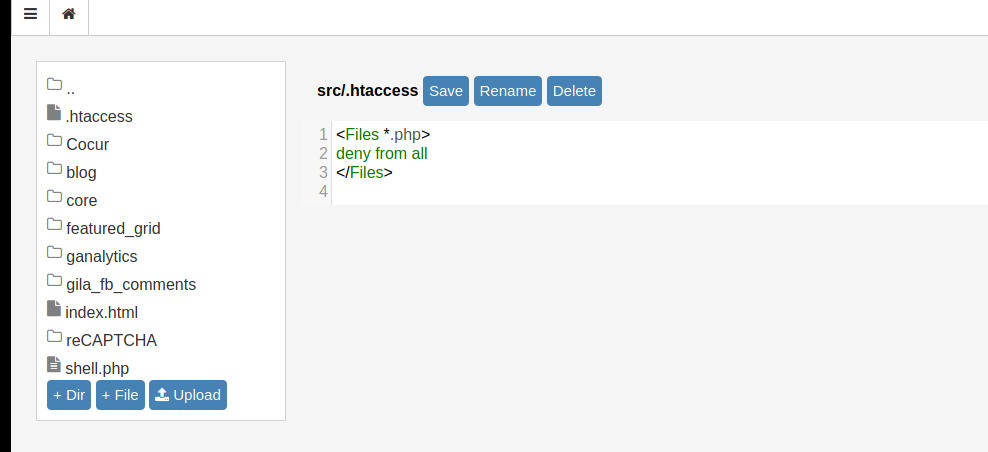 ..
.htaccess
Cocur
blog
core
featured_grid
ganalytics
gila_fb_comments
index.html
reCAPTCHA
shell.php
+ Dir + File Upload
src/.htaccess Save Rename Delete
1 <Files *.php>
2 deny from all
3 </Files>
4